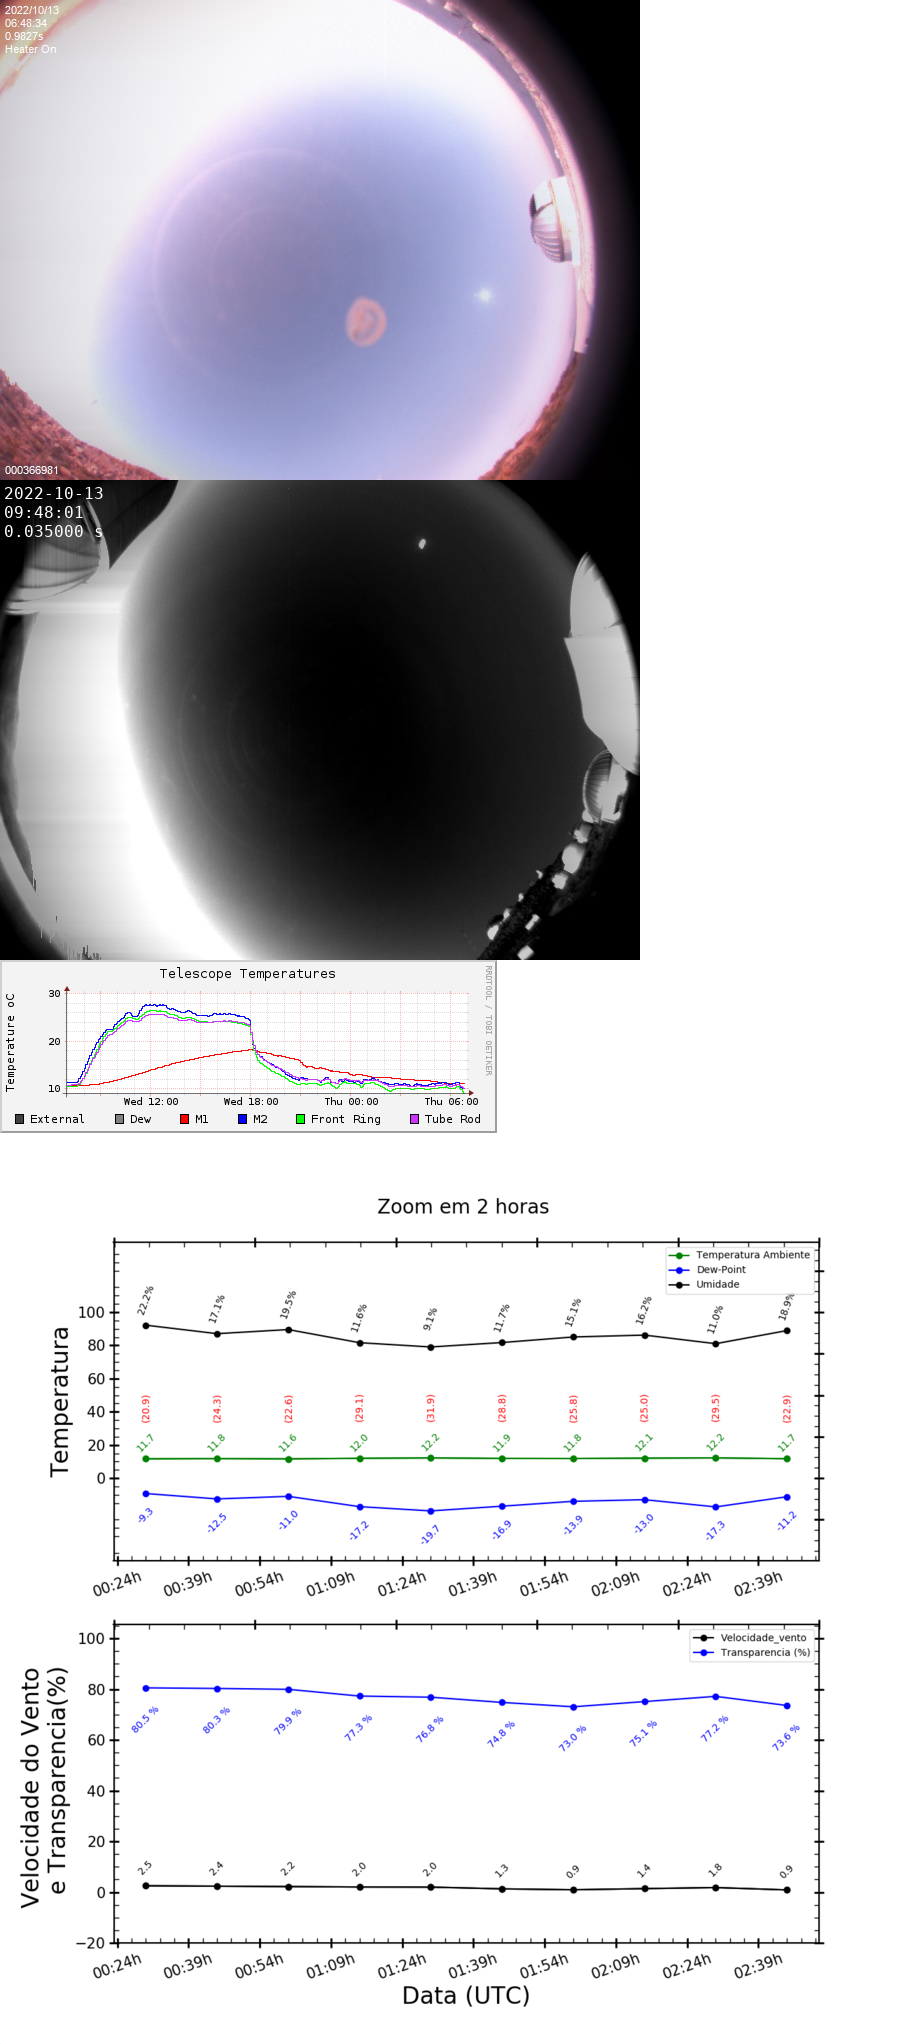 2022/10/13
06:48:34
0.9827s
Heater On
000366981
2022-10-13
09:48:01
0.035000 s
Telescope Temperatures
RRDTOOL / TOBI OETIKER
Temperature oC
30
20
10
Wed 12:00 Wed 18:00 Thu 00:00 Thu 06:00
External Dew M1 M2 Front Ring Tube Rod
Zoom em 2 horas
Temperatura Ambiente
Dew-Point
Umidade
Temperatura
100
80
60
40
20
0
22.2% 17.1% 19.5% 11.6% 9.1% 11.7% 15.1% 16.2% 11.0% 18.9%
(20.9) (24.3) (22.6) (29.1) (31.9) (28.8) (25.8) (25.0) (29.5) (22.9)
11.7 11.8 11.6 12.0 12.2 11.9 11.8 12.1 12.2 11.7
-9.3 -12.5 -11.0 -17.2 -19.7 -16.9 -13.9 -13.0 -17.3 -11.2
00:24h 00:39h 00:54h 01:09h 01:24h 01:39h 01:54h 02:09h 02:24h 02:39h
Velocidade_vento
Transparencia (%)
Velocidade do Vento
e Transparencia(%)
100
80
60
40
20
0
−20
80.5 % 80.3 % 79.9 % 77.3 % 76.8 % 74.8 % 73.0 % 75.1 % 77.2 % 73.6 %
2.5 2.4 2.2 2.0 2.0 1.3 0.9 1.4 1.8 0.9
00:24h 00:39h 00:54h 01:09h 01:24h 01:39h 01:54h 02:09h 02:24h 02:39h
Data (UTC)